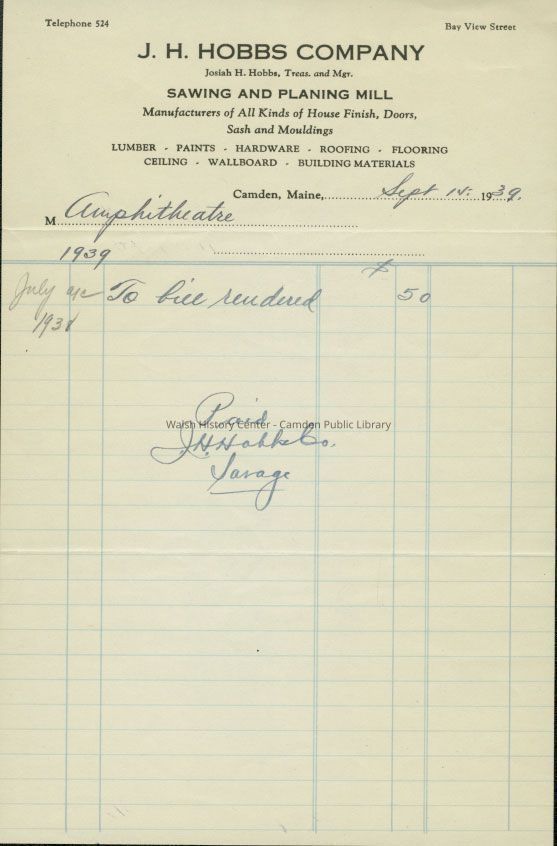 Telephone 524
Bay View Street
J. H. HOBBS COMPANY
Josiah H. Hobbs, Treas. and Mgr.
SAWING AND PLANING MILL
Manufacturers of All Kinds of House Finish, Doors,
Sash and Mouldings
LUMBER - PAINTS - HARDWARE - ROOFING - FLOORING
CEILING - WALLBOARD - BUILDING MATERIALS
Camden, Maine, Sept 1939.
M Amphitheatre
1939
$
July To bill rendered 50
Paid
Walsh History Center - Camden Public Library
J.H. Hobbs Co.
Savage